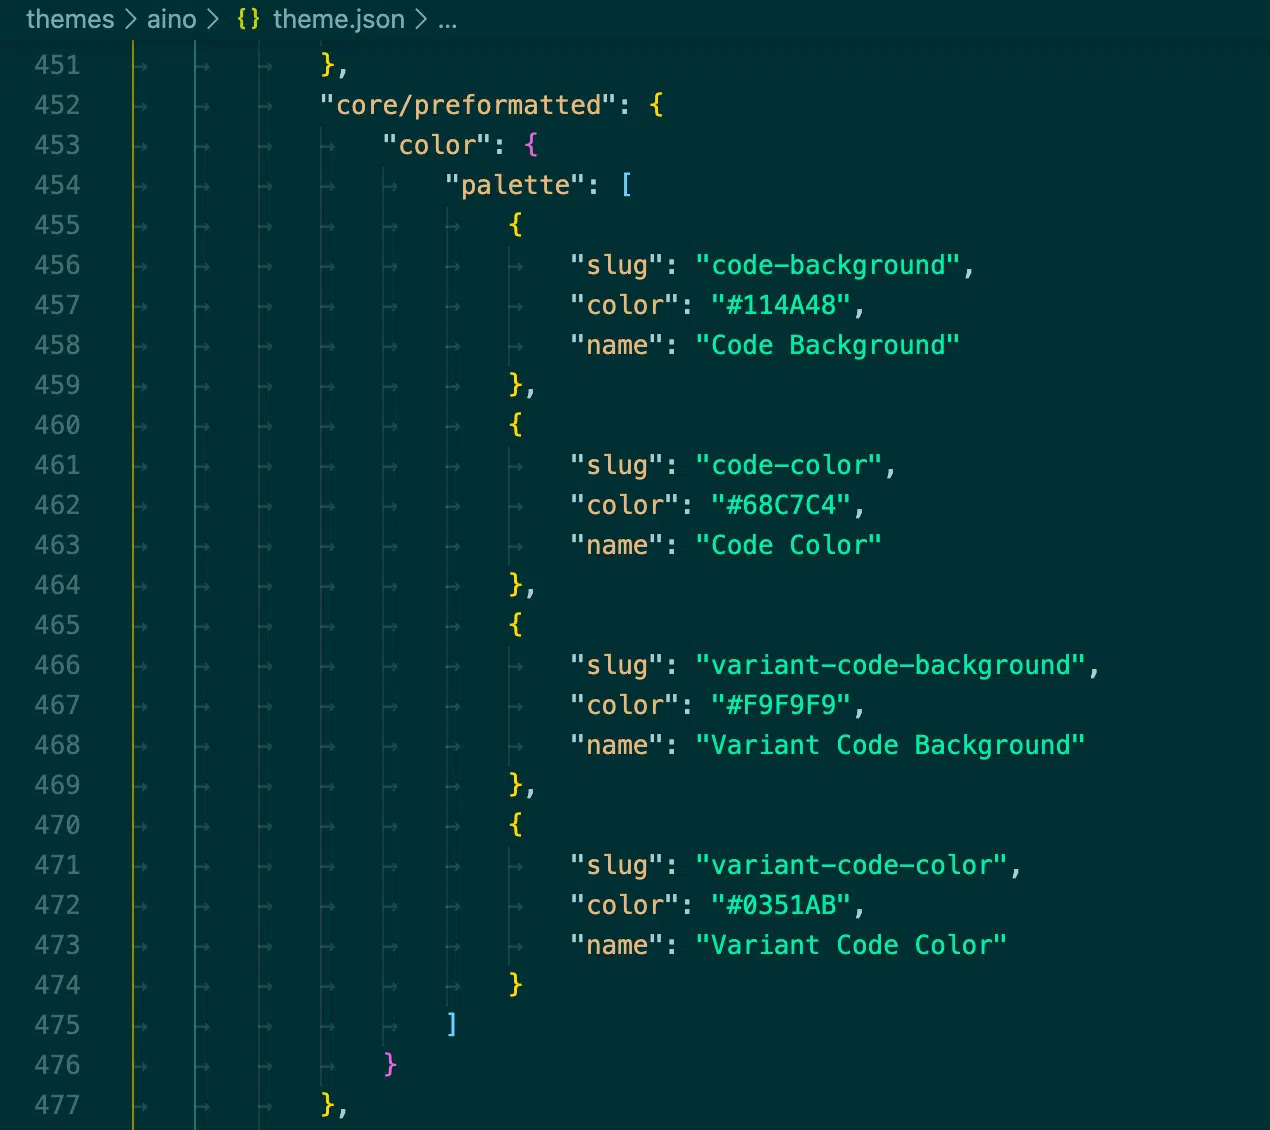 themes > aino > {} theme.json > ...
451 },
452 "core/preformatted": {
453 "color": {
454 "palette": [
455 {
456 "slug": "code-background",
457 "color": "#114A48",
458 "name": "Code Background"
459 },
460 {
461 "slug": "code-color",
462 "color": "#68C7C4",
463 "name": "Code Color"
464 },
465 {
466 "slug": "variant-code-background",
467 "color": "#F9F9F9",
468 "name": "Variant Code Background"
469 },
470 {
471 "slug": "variant-code-color",
472 "color": "#0351AB",
473 "name": "Variant Code Color"
474 }
475 ]
476 }
477 },